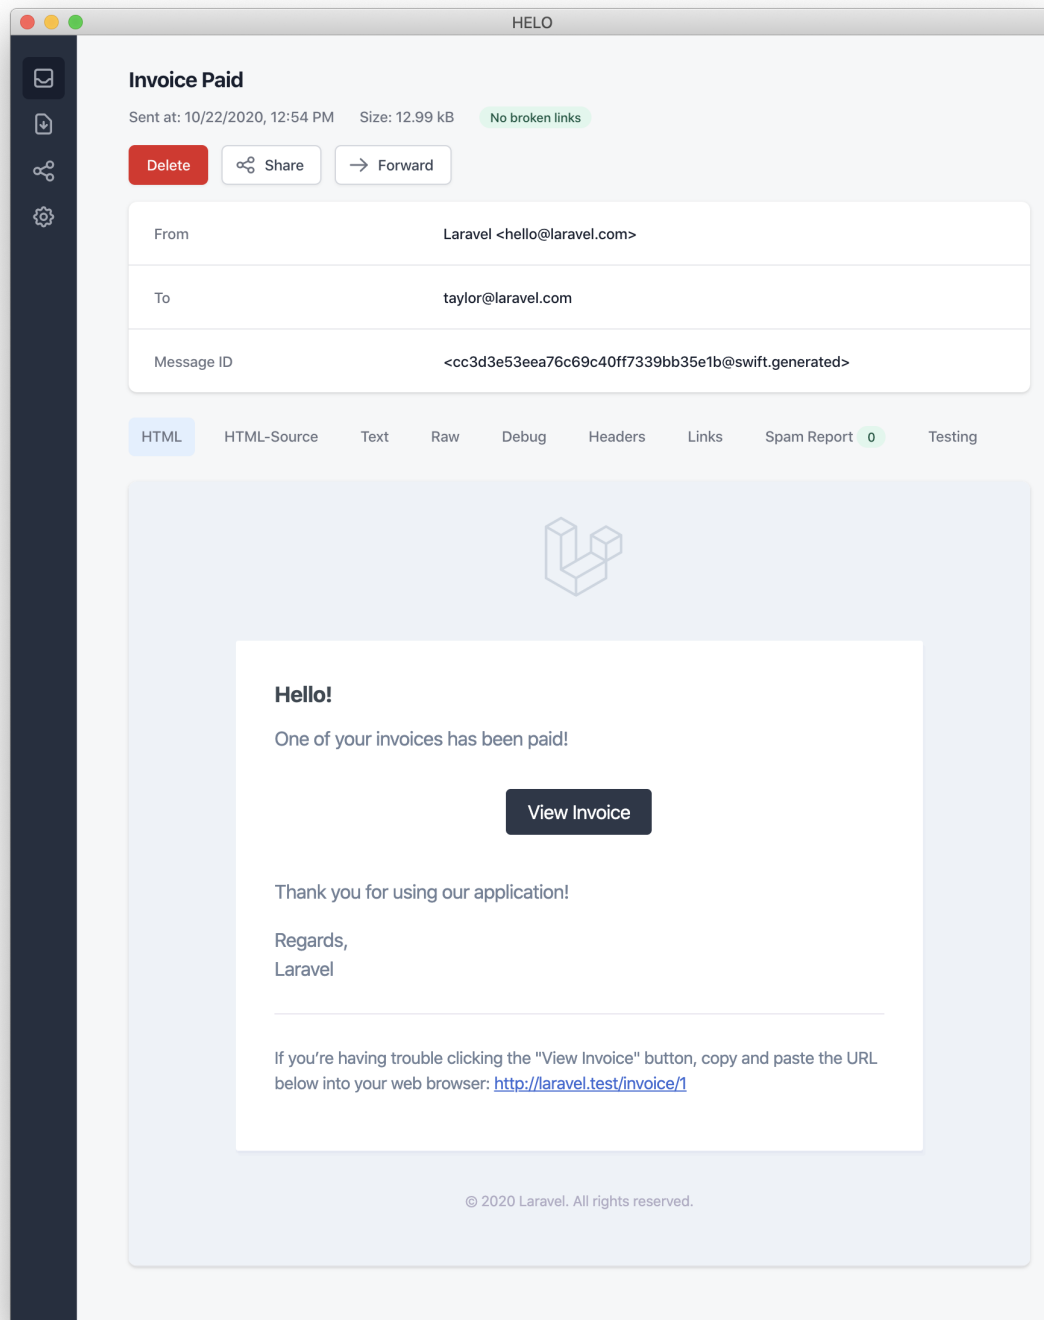 HELO
Invoice Paid
Sent at: 10/22/2020, 12:54 PM Size: 12.99 kB No broken links
Delete Share Forward
From Laravel <hello@laravel.com>
To taylor@laravel.com
Message ID <cc3d3e53eea76c69c40ff7339bb35e1b@swift.generated>
HTML HTML-Source Text Raw Debug Headers Links Spam Report 0 Testing
Hello!
One of your invoices has been paid!
View Invoice
Thank you for using our application!
Regards,
Laravel
If you’re having trouble clicking the "View Invoice" button, copy and paste the URL
below into your web browser: http://laravel.test/invoice/1
© 2020 Laravel. All rights reserved.